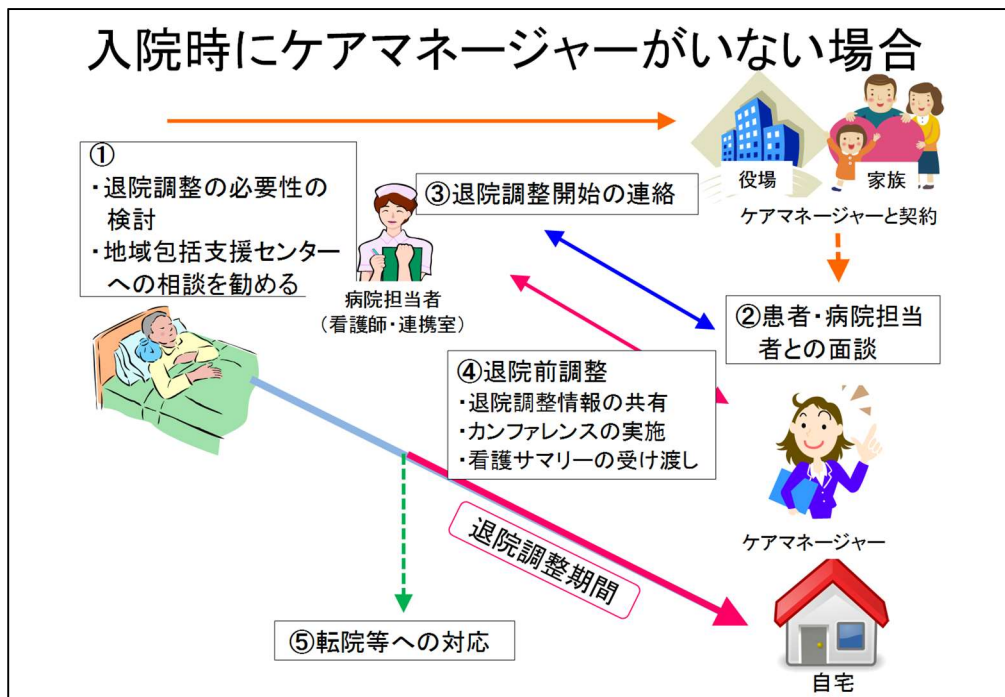 入院時にケアマネージャーがいない場合
①
・退院調整の必要性の
検討
・地域包括支援センター
への相談を勧める
病院担当者
（看護師・連携室）
③退院調整開始の連絡
役場
家族
ケアマネージャーと契約
②患者・病院担当
者との面談
④退院前調整
・退院調整情報の共有
・カンファレンスの実施
・看護サマリーの受け渡し
ケアマネージャー
退院調整期間
⑤転院等への対応
自宅